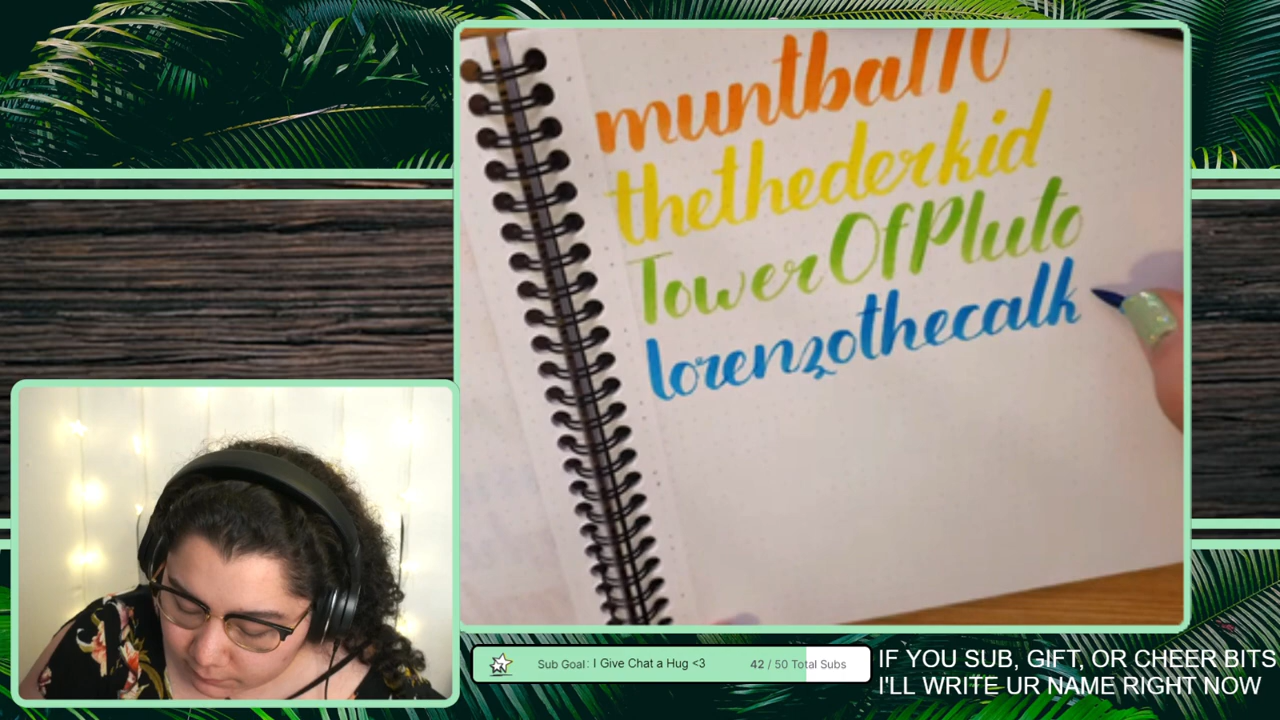 muntbal10
thethederkid
TowerOfPluto
lorenzothecalk
Sub Goal: I Give Chat a Hug <3 42 / 50 Total Subs
IF YOU SUB, GIFT, OR CHEER BITS
I'LL WRITE UR NAME RIGHT NOW